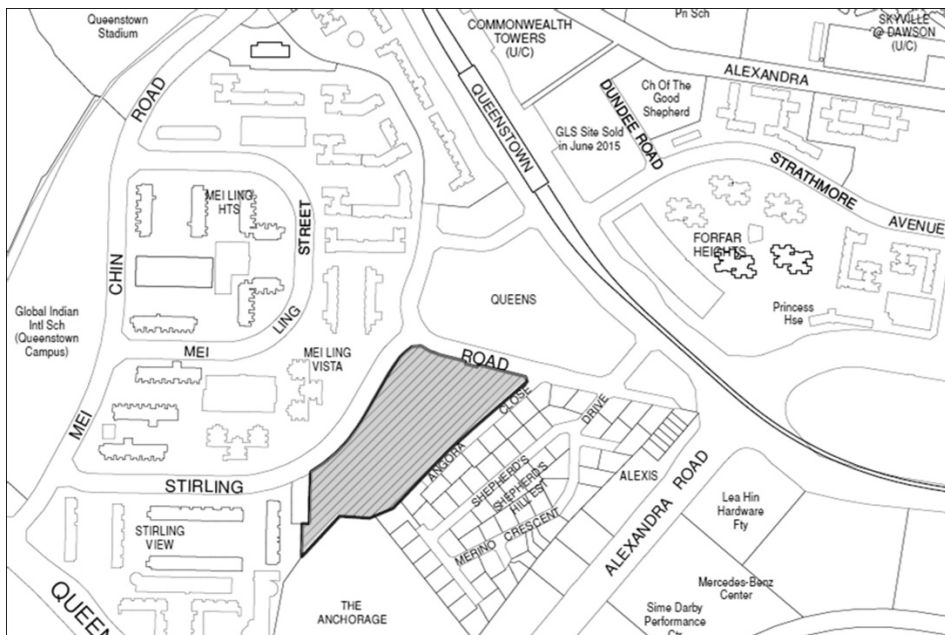 Queenstown
Stadium
COMMONWEALTH
TOWERS
(U/C)
Pri Sch
SKYVILLE
@ DAWSON
(U/C)
ALEXANDRA
ROAD
QUEENSTOWN
DUNDEE ROAD
Ch Of The
Good
Shepherd
GLS Site Sold
in June 2015
STRATHMORE
AVENUE
MEI LING
HTS
STREET
FORFAR
HEIGHTS
CHIN
LING
QUEENS
Princess
Hse
Global Indian
Intl Sch
(Queenstown
Campus)
MEI
MEI LING
VISTA
ROAD
MEI
CLOSE
DRIVE
ANGORA
SHEPHERD'S
SHEPHERD'S
HILL EST
ALEXIS
MERINO CRESCENT
ALEXANDRA ROAD
STIRLING
STIRLING
VIEW
Lea Hin
Hardware
Fty
Mercedes-Benz
Center
QUEEN
THE
ANCHORAGE
Sime Darby
Performance